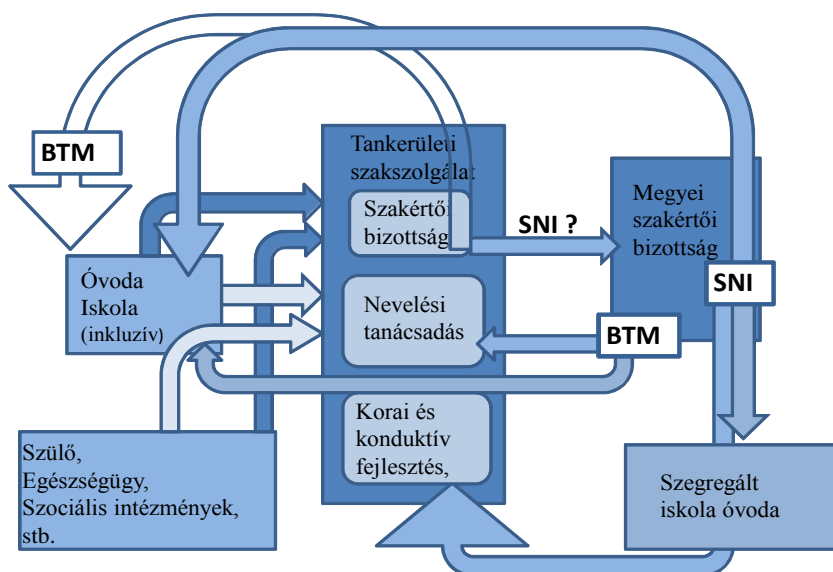 BTM
Tankerületi
szakszolgálat
Szakértői
bizottság
SNI ?
Megyei
szakértői
bizottság
SNI
Óvoda
Iskola
(inkluzív)
Nevelési
tanácsadás
BTM
Korai és
konduktív
fejlesztés,
Szülő,
Egészségügy,
Szociális intézmények,
stb.
Szegregált
iskola óvoda